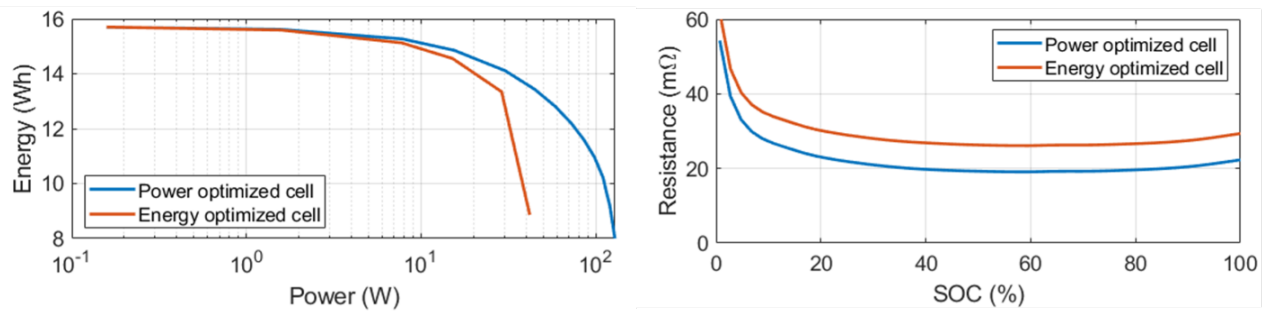 16
14
12
10
8
Energy (Wh)
Power optimized cell
Energy optimized cell
10⁻¹
10⁰
10¹
10²
Power (W)
60
40
20
0
Resistance (mΩ)
Power optimized cell
Energy optimized cell
0
20
40
60
80
100
SOC (%)